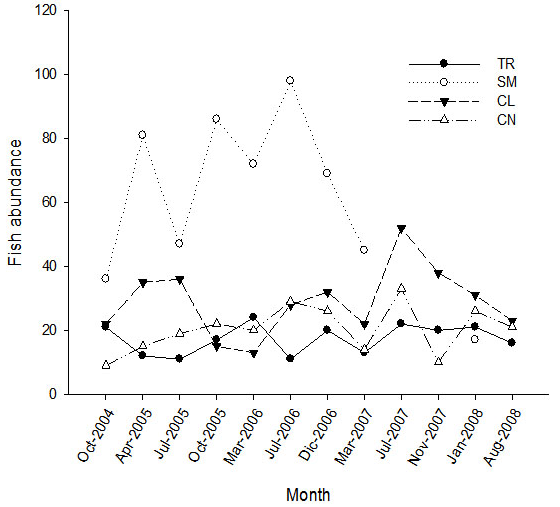 120
100
80
60
40
20
0
Fish abundance
TR
SM
CL
CN
Oct-2004
Apr-2005
Jul-2005
Oct-2005
Mar-2006
Jul-2006
Dic-2006
Mar-2007
Jul-2007
Nov-2007
Jan-2008
Aug-2008
Month